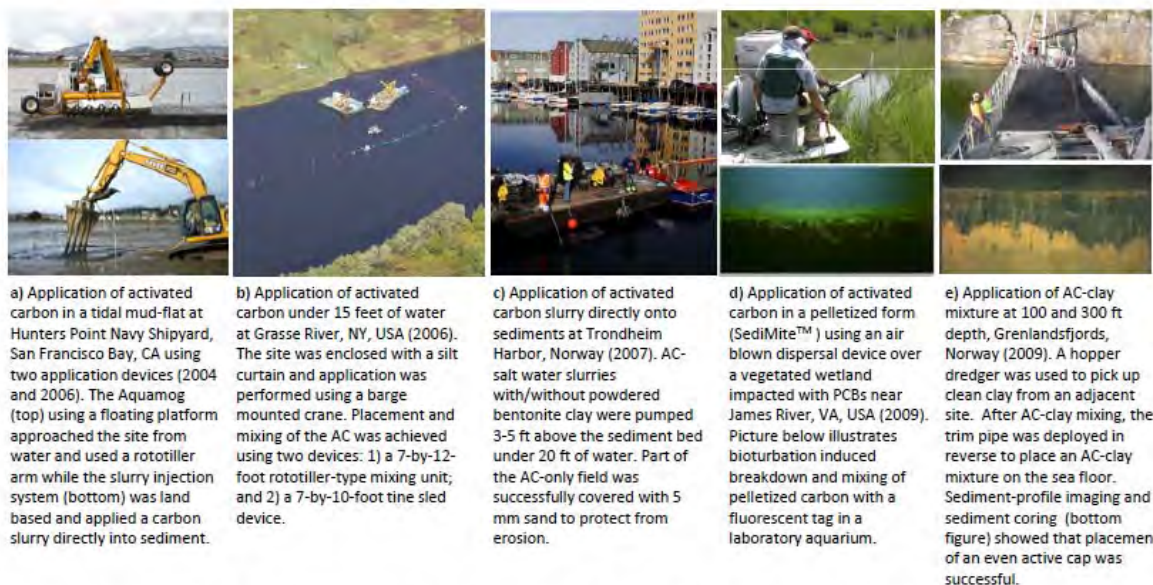 a) Application of activated
carbon in a tidal mud-flat at
Hunters Point Navy Shipyard,
San Francisco Bay, CA using
two application devices (2004
and 2006). The Aquamog
(top) using a floating platform
approached the site from
water and used a rototiller
arm while the slurry injection
system (bottom) was land
based and applied a carbon
slurry directly into sediment.
b) Application of activated
carbon under 15 feet of water
at Grasse River, NY, USA (2006).
The site was enclosed with a silt
curtain and application was
performed using a barge
mounted crane. Placement and
mixing of the AC was achieved
using two devices: 1) a 7-by-12-
foot rototiller-type mixing unit;
and 2) a 7-by-10-foot tine sled
device.
c) Application of activated
carbon slurry directly onto
sediments at Trondheim
Harbor, Norway (2007). AC-
salt water slurries
with/without powdered
bentonite clay were pumped
3-5 ft above the sediment bed
under 20 ft of water. Part of
the AC-only field was
successfully covered with 5
mm sand to protect from
erosion.
d) Application of activated
carbon in a pelletized form
(SediMite™ ) using an air
blown dispersal device over
a vegetated wetland
impacted with PCBs near
James River, VA, USA (2009).
Picture below illustrates
bioturbation induced
breakdown and mixing of
pelletized carbon with a
fluorescent tag in a
laboratory aquarium.
e) Application of AC-clay
mixture at 100 and 300 ft
depth, Grenlandsfjords,
Norway (2009). A hopper
dredger was used to pick up
clean clay from an adjacent
site. After AC-clay mixing, the
trim pipe was deployed in
reverse to place an AC-clay
mixture on the sea floor.
Sediment-profile imaging and
sediment coring (bottom
figure) showed that placemen
of an even active cap was
successful.